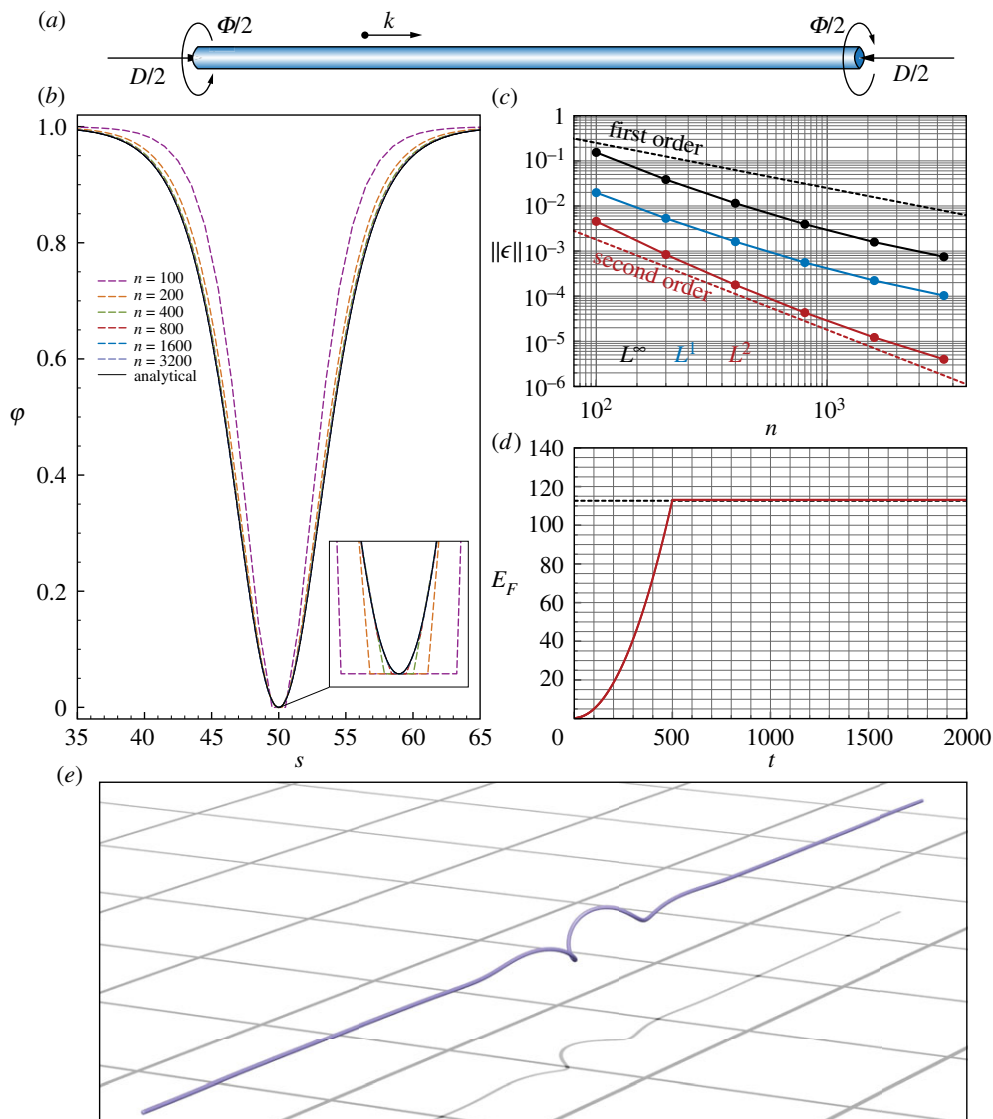 (a)
Φ/2
k
Φ/2
D/2
D/2
(b)
1.0
0.8
0.6
0.4
0.2
0
φ
n = 100
n = 200
n = 400
n = 800
n = 1600
n = 3200
analytical
35 40 45 50 55 60 65
s
(c)
1
10⁻¹
10⁻²
10⁻³
10⁻⁴
10⁻⁵
10⁻⁶
||ϵ||
first order
second order
L∞ L¹ L²
10² 10³
n
(d)
140
120
100
80
60
40
20
E_F
0 500 1000 1500 2000
t
(e)